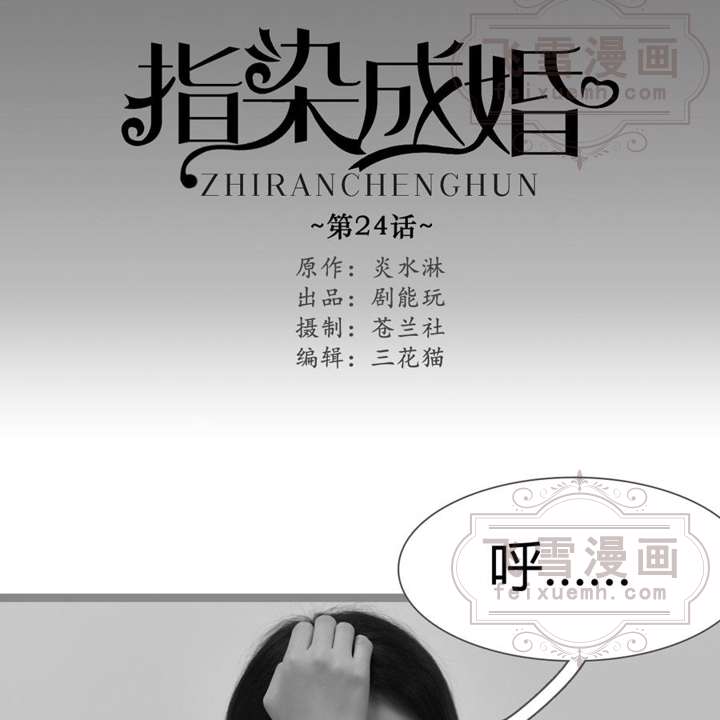 飞雪漫画
feixuemh.com
指染成婚
ZHIRANCHENGHUN
~第24话~
原作：炎水淋
出品：剧能玩
摄制：苍兰社
编辑：三花猫
呼......
飞雪漫画
feixuemh.com